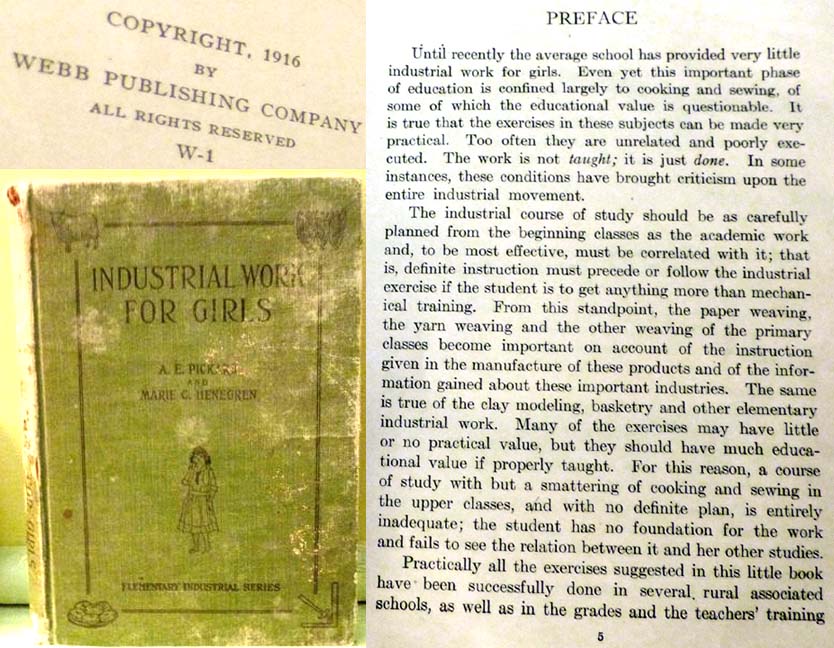 COPYRIGHT, 1916
BY
WEBB PUBLISHING COMPANY
ALL RIGHTS RESERVED
W-1
INDUSTRIAL WORK
FOR GIRLS
A. E. PICKARD
AND
MARIE C. HENEGREN
ELEMENTARY INDUSTRIAL SERIES
PREFACE
Until recently the average school has provided very little
industrial work for girls. Even yet this important phase
of education is confined largely to cooking and sewing, of
some of which the educational value is questionable. It
is true that the exercises in these subjects can be made very
practical. Too often they are unrelated and poorly exe-
cuted. The work is not taught; it is just done. In some
instances, these conditions have brought criticism upon the
entire industrial movement.
The industrial course of study should be as carefully
planned from the beginning classes as the academic work
and, to be most effective, must be correlated with it; that
is, definite instruction must precede or follow the industrial
exercise if the student is to get anything more than mechan-
ical training. From this standpoint, the paper weaving,
the yarn weaving and the other weaving of the primary
classes become important on account of the instruction
given in the manufacture of these products and of the infor-
mation gained about these important industries. The same
is true of the clay modeling, basketry and other elementary
industrial work. Many of the exercises may have little
or no practical value, but they should have much educa-
tional value if properly taught. For this reason, a course
of study with but a smattering of cooking and sewing in
the upper classes, and with no definite plan, is entirely
inadequate; the student has no foundation for the work
and fails to see the relation between it and her other studies.
Practically all the exercises suggested in this little book
have been successfully done in several rural associated
schools, as well as in the grades and the teachers' training
5